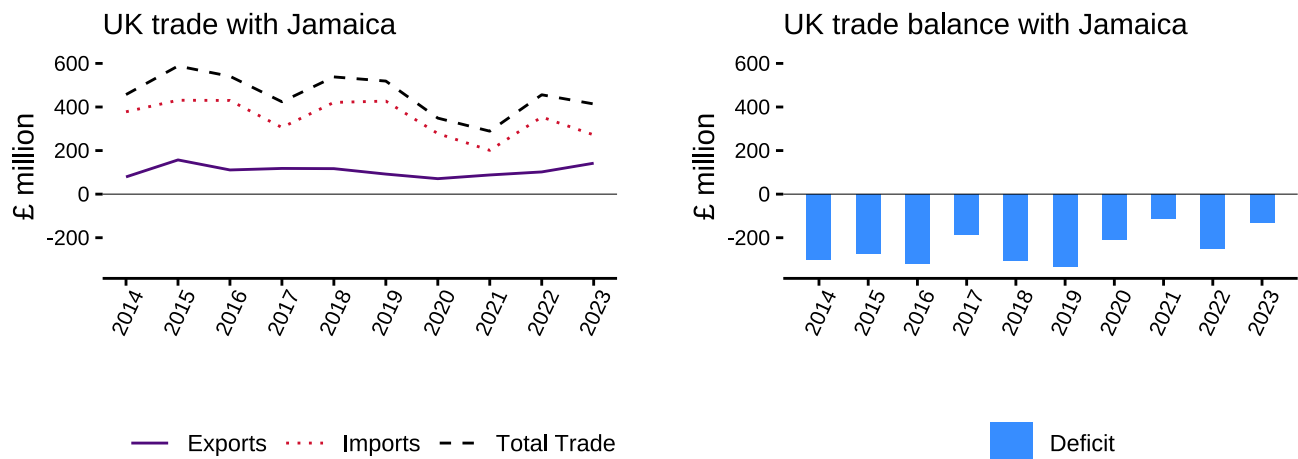 UK trade with Jamaica
£ million
600
400
200
0
-200
2014 2015 2016 2017 2018 2019 2020 2021 2022 2023
Exports Imports Total Trade
UK trade balance with Jamaica
£ million
600
400
200
0
-200
2014 2015 2016 2017 2018 2019 2020 2021 2022 2023
Deficit